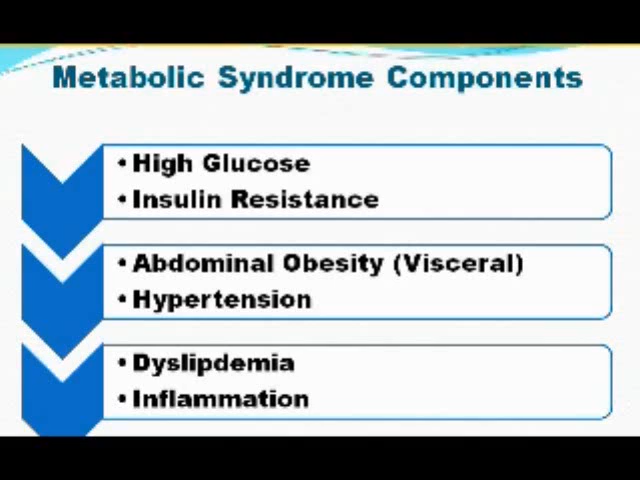 Metabolic Syndrome Components
• High Glucose
• Insulin Resistance
• Abdominal Obesity (Visceral)
• Hypertension
• Dyslipdemia
• Inflammation